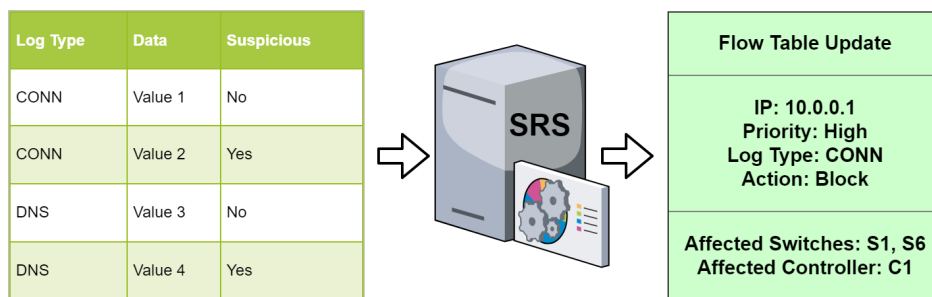 Log Type Data Suspicious
CONN Value 1 No
CONN Value 2 Yes
DNS Value 3 No
DNS Value 4 Yes
SRS
Flow Table Update
IP: 10.0.0.1
Priority: High
Log Type: CONN
Action: Block
Affected Switches: S1, S6
Affected Controller: C1